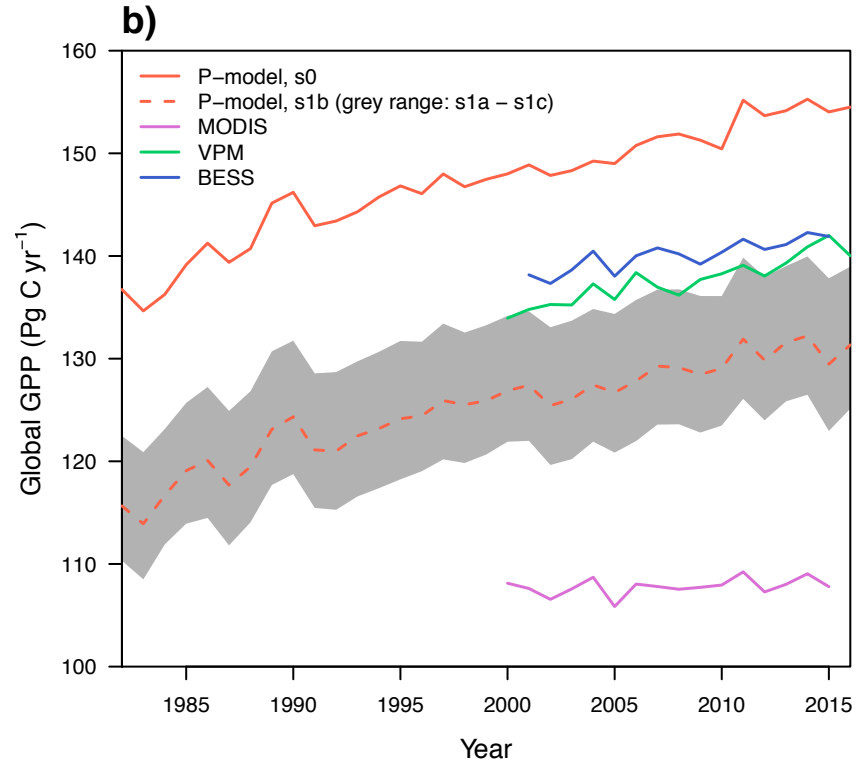 b)
160
150
140
130
120
110
100
Global GPP (Pg C yr⁻¹)
P−model, s0
P−model, s1b (grey range: s1a − s1c)
MODIS
VPM
BESS
1985
1990
1995
2000
2005
2010
2015
Year